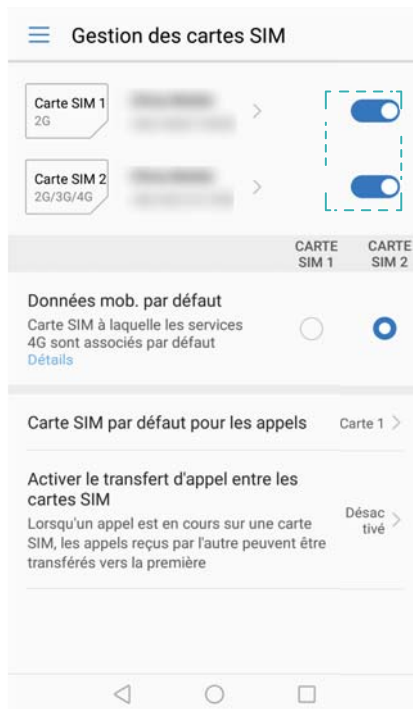 Gestion des cartes SIM
Carte SIM 1
2G
Carte SIM 2
2G/3G/4G
CARTE SIM 1
CARTE SIM 2
Données mob. par défaut
Carte SIM à laquelle les services
4G sont associés par défaut
Détails
Carte SIM par défaut pour les appels
Carte 1
Activer le transfert d'appel entre les
cartes SIM
Lorsqu'un appel est en cours sur une carte
SIM, les appels reçus par l'autre peuvent être
transférés vers la première
Désac
tivé